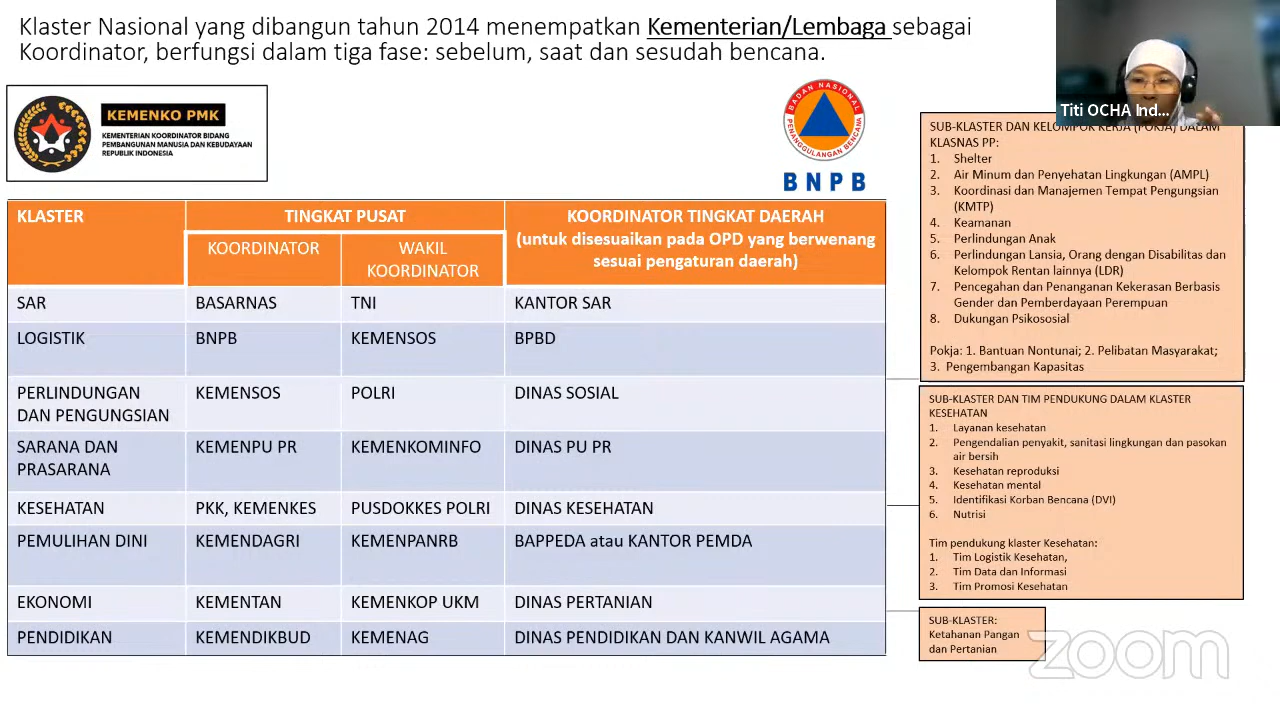 Klaster Nasional yang dibangun tahun 2014 menempatkan Kementerian/Lembaga sebagai
Koordinator, berfungsi dalam tiga fase: sebelum, saat dan sesudah bencana.
KEMENKO PMK
KEMENTERIAN KOORDINATOR BIDANG
PEMBANGUNAN MANUSIA DAN KEBUDAYAAN
REPUBLIK INDONESIA
BADAN NASIONAL
PENANGGULANGAN BENCANA
BNPB
Titi OCHA Ind...
KLASTER
TINGKAT PUSAT
KOORDINATOR TINGKAT DAERAH
(untuk disesuaikan pada OPD yang berwenang
sesuai pengaturan daerah)
KOORDINATOR
WAKIL
KOORDINATOR
SAR BASARNAS TNI KANTOR SAR
LOGISTIK BNPB KEMENSOS BPBD
PERLINDUNGAN
DAN PENGUNGSIAN KEMENSOS POLRI DINAS SOSIAL
SARANA DAN
PRASARANA KEMENPU PR KEMENKOMINFO DINAS PU PR
KESEHATAN PKK, KEMENKES PUSDOKKES POLRI DINAS KESEHATAN
PEMULIHAN DINI KEMENDAGRI KEMENPANRB BAPPEDA atau KANTOR PEMDA
EKONOMI KEMENTAN KEMENKOP UKM DINAS PERTANIAN
PENDIDIKAN KEMENDIKBUD KEMENAG DINAS PENDIDIKAN DAN KANWIL AGAMA
SUB-KLASTER DAN KELOMPOK KERJA (POKJA) DALAM
KLASNAS PP:
1. Shelter
2. Air Minum dan Penyehatan Lingkungan (AMPL)
3. Koordinasi dan Manajemen Tempat Pengungsian
(KMTP)
4. Keamanan
5. Perlindungan Anak
6. Perlindungan Lansia, Orang dengan Disabilitas dan
Kelompok Rentan lainnya (LDR)
7. Pencegahan dan Penanganan Kekerasan Berbasis
Gender dan Pemberdayaan Perempuan
8. Dukungan Psikososial
Pokja: 1. Bantuan Nontunai; 2. Pelibatan Masyarakat;
3. Pengembangan Kapasitas
SUB-KLASTER DAN TIM PENDUKUNG DALAM KLASTER
KESEHATAN
1. Layanan kesehatan
2. Pengendalian penyakit, sanitasi lingkungan dan pasokan
air bersih
3. Kesehatan reproduksi
4. Kesehatan mental
5. Identifikasi Korban Bencana (DVI)
6. Nutrisi
Tim pendukung klaster Kesehatan:
1. Tim Logistik Kesehatan,
2. Tim Data dan Informasi
3. Tim Promosi Kesehatan
SUB-KLASTER:
Ketahanan Pangan
dan Pertanian
zoom